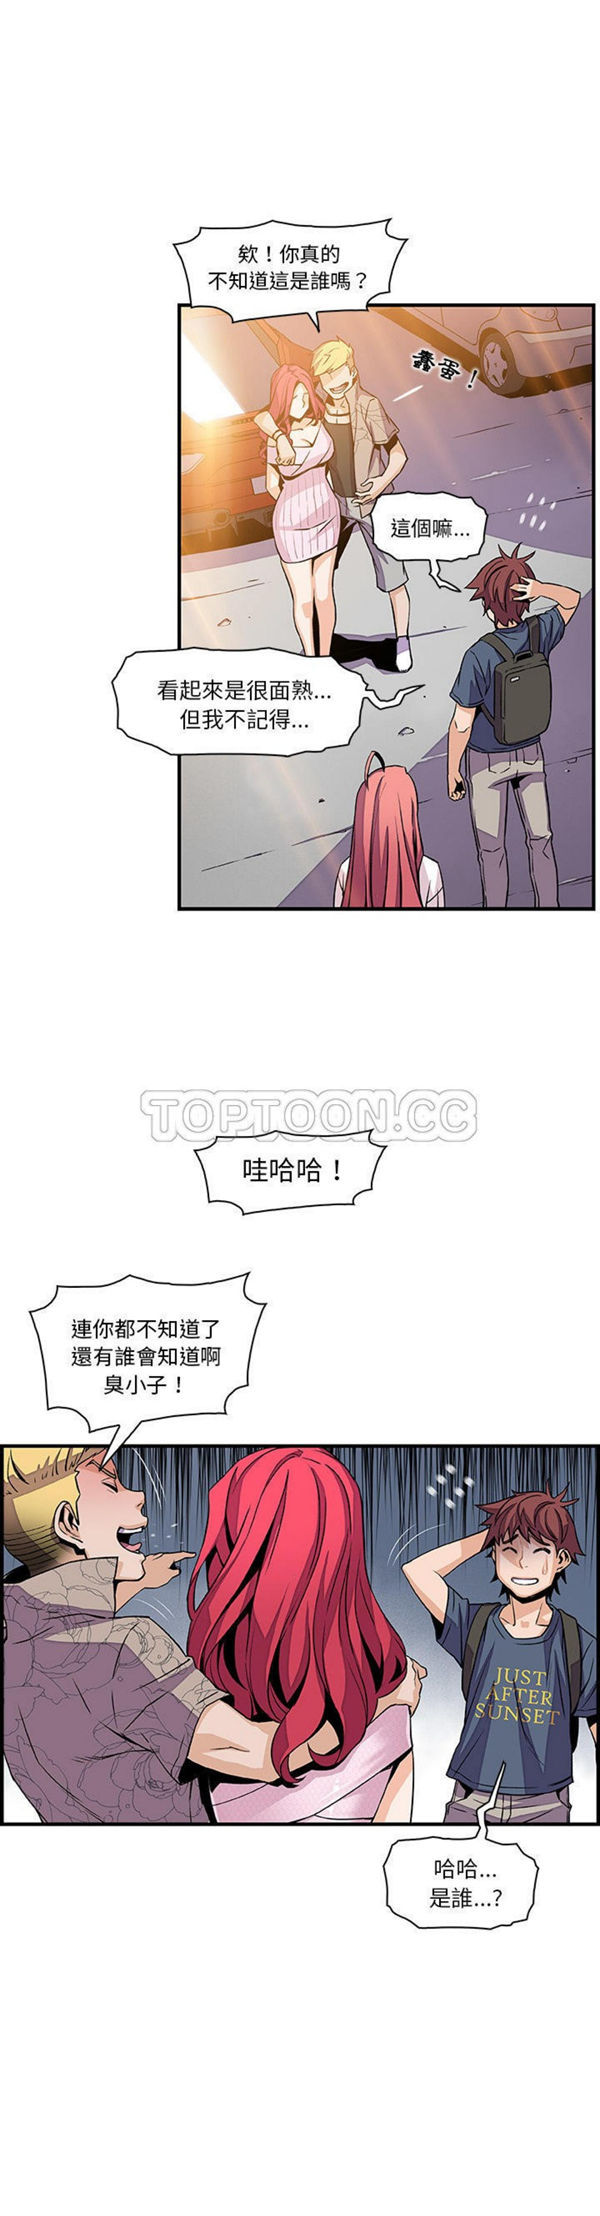 欸！你真的
不知道這是誰嗎？
蠢蛋！
這個嘛...
看起來是很面熟...
但我不記得...
TOPTOON.CC
哇哈哈！
連你都不知道了
還有誰會知道啊
臭小子！
JUST
AFTER
SUNSET
哈哈...
是誰...?